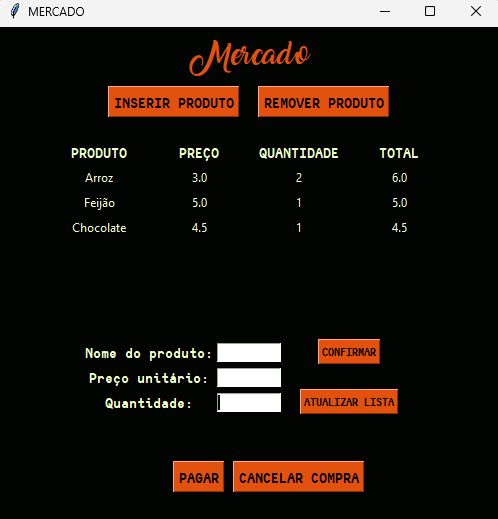 MERCADO
Mercado
INSERIR PRODUTO REMOVER PRODUTO
PRODUTO PREÇO QUANTIDADE TOTAL
Arroz 3.0 2 6.0
Feijão 5.0 1 5.0
Chocolate 4.5 1 4.5
Nome do produto: CONFIRMAR
Preço unitário:
Quantidade: ATUALIZAR LISTA
PAGAR CANCELAR COMPRA